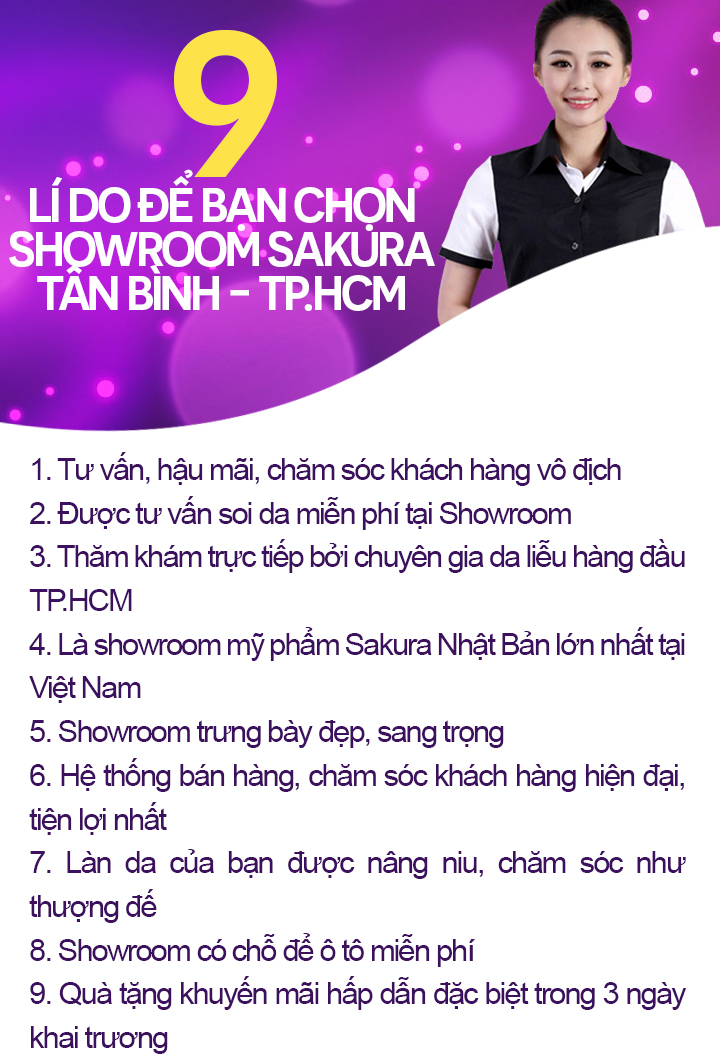 9
LÍ DO ĐỂ BẠN CHỌN
SHOWROOM SAKURA
TÂN BÌNH - TP.HCM
1. Tư vấn, hậu mãi, chăm sóc khách hàng vô địch
2. Được tư vấn soi da miễn phí tại Showroom
3. Thăm khám trực tiếp bởi chuyên gia da liễu hàng đầu
TP.HCM
4. Là showroom mỹ phẩm Sakura Nhật Bản lớn nhất tại
Việt Nam
5. Showroom trưng bày đẹp, sang trọng
6. Hệ thống bán hàng, chăm sóc khách hàng hiện đại,
tiện lợi nhất
7. Làn da của bạn được nâng niu, chăm sóc như
thượng đế
8. Showroom có chỗ để ô tô miễn phí
9. Quà tặng khuyến mãi hấp dẫn đặc biệt trong 3 ngày
khai trương